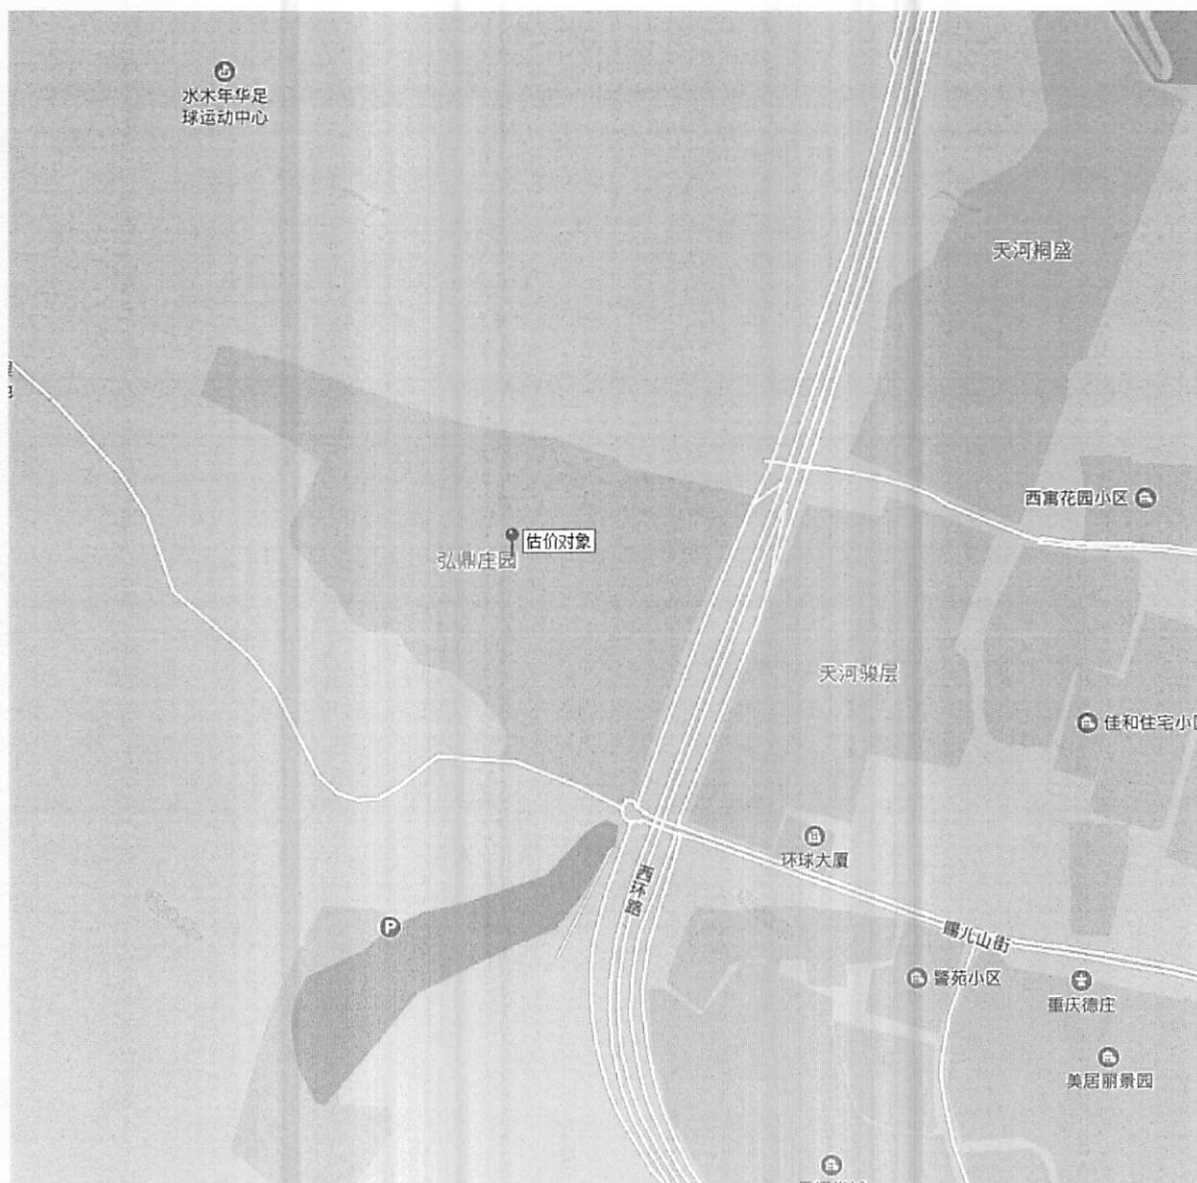 水木年华足
球运动中心
天河桐盛
西寓花园小区
估价对象
弘鼎庄园
天河骏层
佳和住宅小区
环球大厦
西环路
赐儿山街
警苑小区
P
重庆德庄
美居丽景园